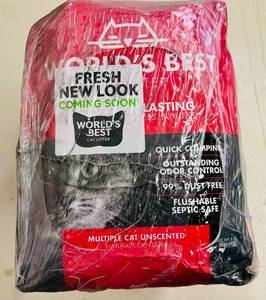 WORLD'S BEST
FRESH
NEW LOOK
COMING SOON
WORLD'S
BEST
CAT LITTER
LASTING
QUICK CLUMPING
OUTSTANDING
ODOR CONTROL
99% DUST FREE
FLUSHABLE
SEPTIC SAFE
MULTIPLE CAT UNSCENTED